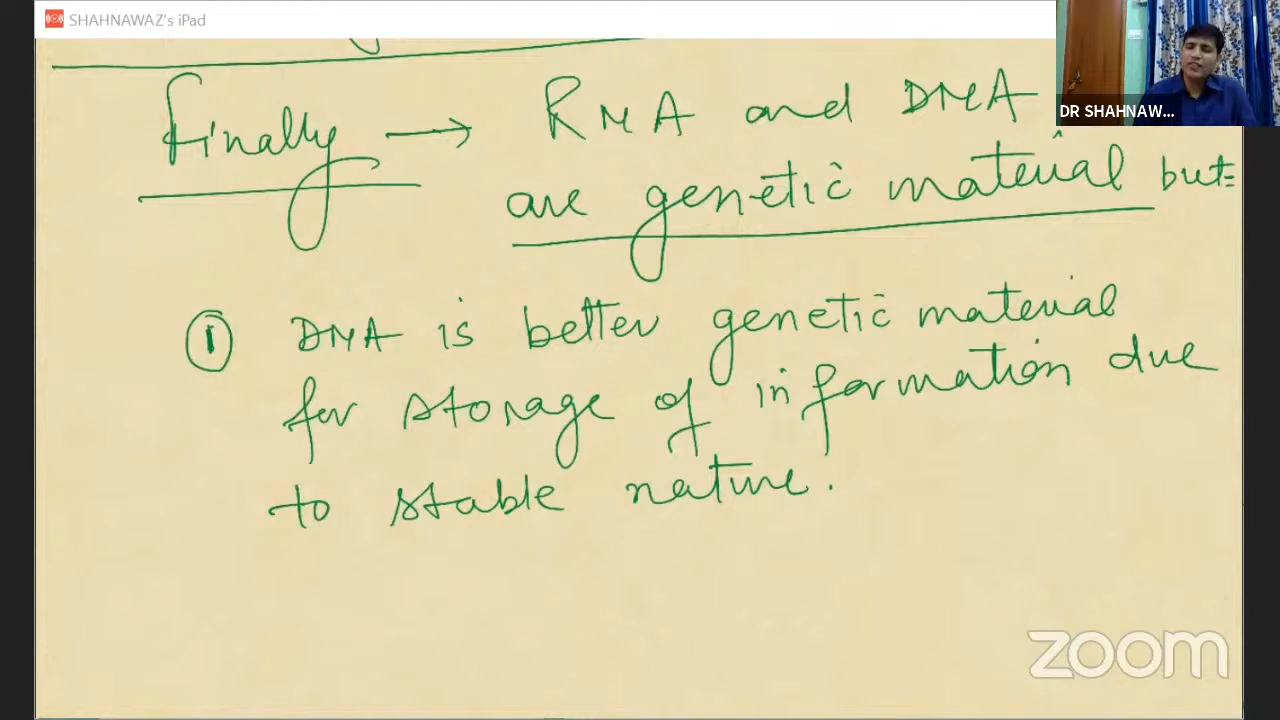 SHAHNAWAZ's iPad
Finally → RNA and DNA
are genetic material but
DR SHAHNAW...
① DNA is better genetic material
for storage of information due
to stable nature.
zoom